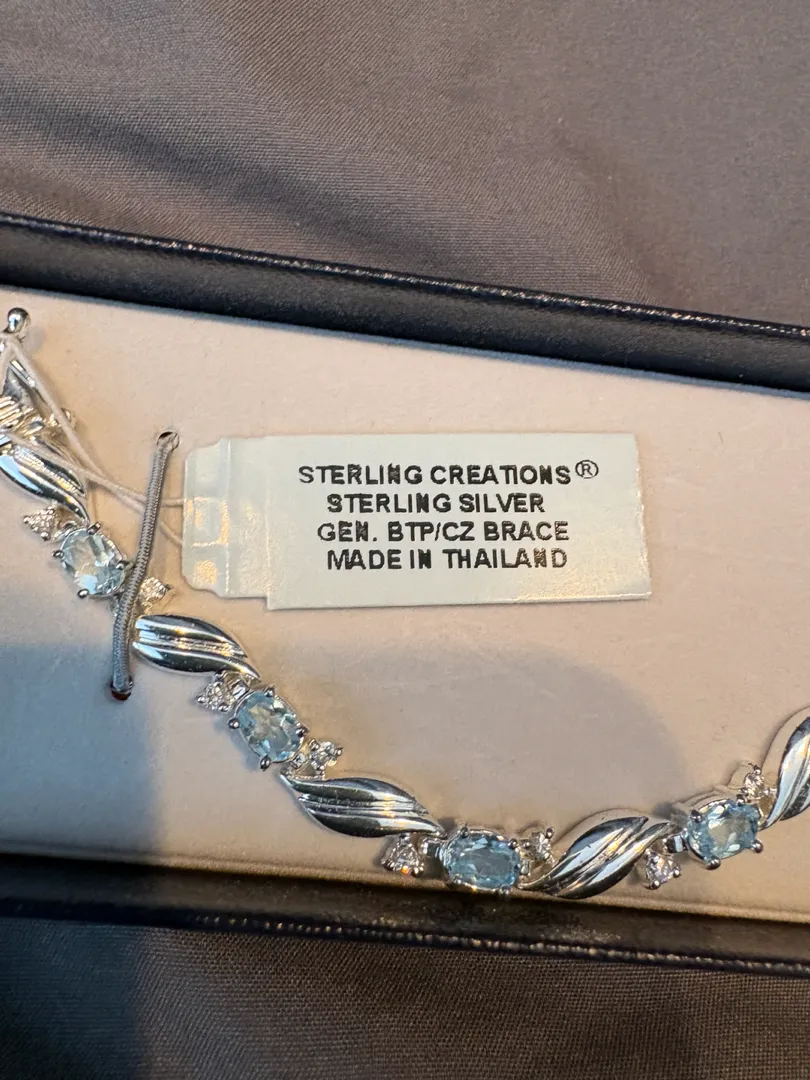 STERLING CREATIONS®
STERLING SILVER
GEN. BTP/CZ BRACE
MADE IN THAILAND